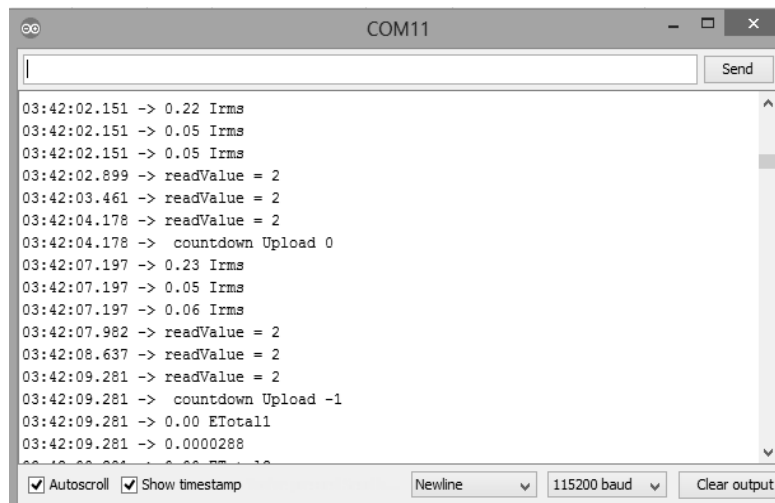 COM11
Send
03:42:02.151 -> 0.22 Irms
03:42:02.151 -> 0.05 Irms
03:42:02.151 -> 0.05 Irms
03:42:02.899 -> readValue = 2
03:42:03.461 -> readValue = 2
03:42:04.178 -> readValue = 2
03:42:04.178 ->  countdown Upload 0
03:42:07.197 -> 0.23 Irms
03:42:07.197 -> 0.05 Irms
03:42:07.197 -> 0.06 Irms
03:42:07.982 -> readValue = 2
03:42:08.637 -> readValue = 2
03:42:09.281 -> readValue = 2
03:42:09.281 ->  countdown Upload -1
03:42:09.281 -> 0.00 ETotal1
03:42:09.281 -> 0.0000288
Autoscroll Show timestamp Newline 115200 baud Clear output